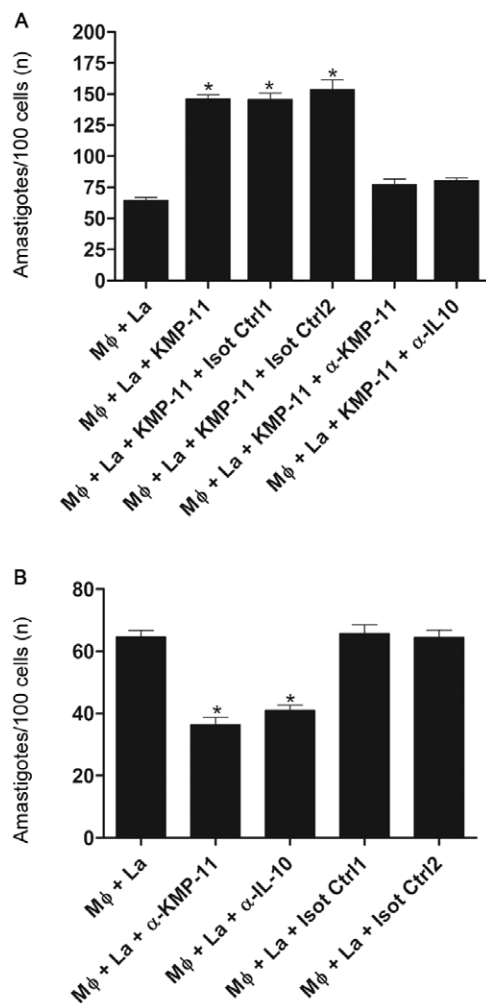 A
Amastigotes/100 cells (n)
200
175
150
125
100
75
50
25
0
*
*
*
Mϕ + La
Mϕ + La + KMP-11
Mϕ + La + KMP-11 + Isot Ctrl1
Mϕ + La + KMP-11 + Isot Ctrl2
Mϕ + La + KMP-11 + α-KMP-11
Mϕ + La + KMP-11 + α-IL10
B
Amastigotes/100 cells (n)
80
60
40
20
0
*
*
Mϕ + La
Mϕ + La + α-KMP-11
Mϕ + La + α-IL-10
Mϕ + La + Isot Ctrl1
Mϕ + La + Isot Ctrl2